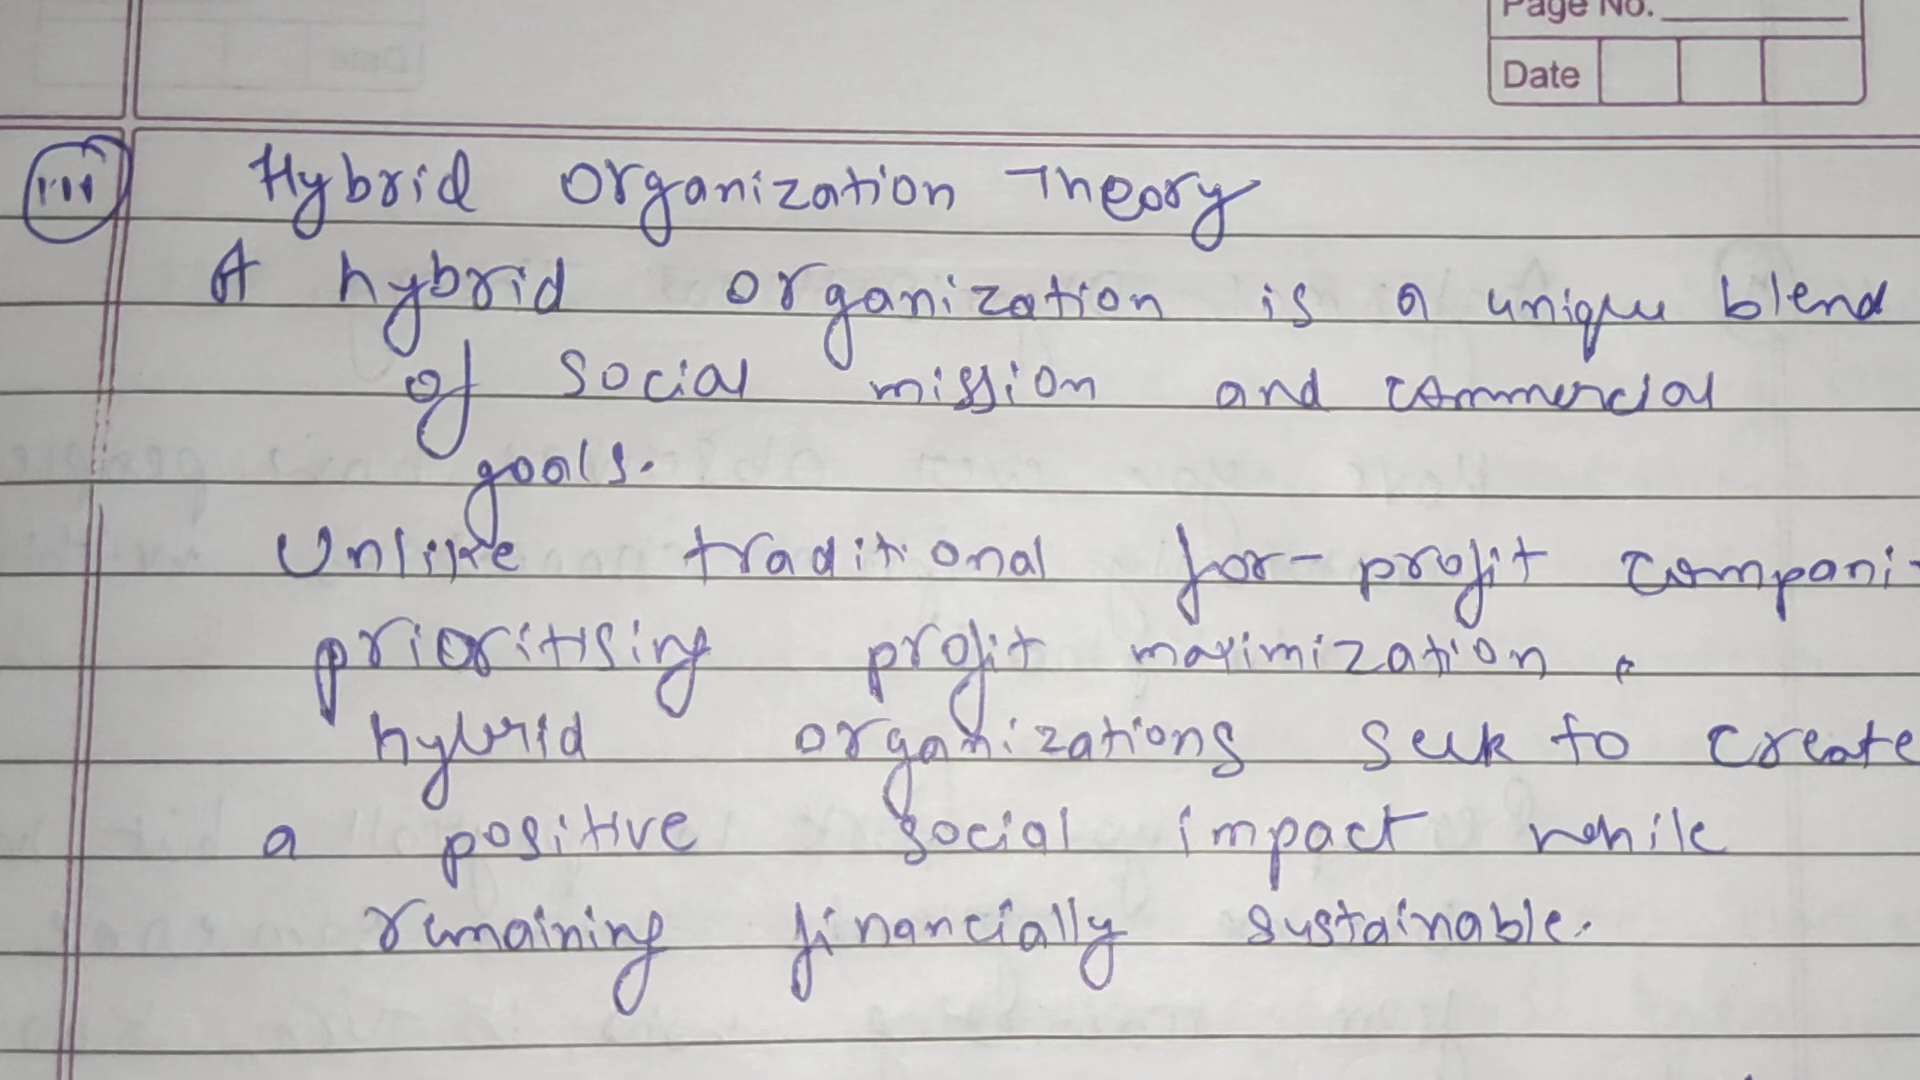 Page No.
Date
iii
Hybrid Organization Theory
A hybrid organization is a unique blend
of social mission and commercial
goals.
Unlike traditional for-profit compani-
prioritising profit maximization,
hybrid organizations seek to create
a positive social impact while
remaining financially sustainable.